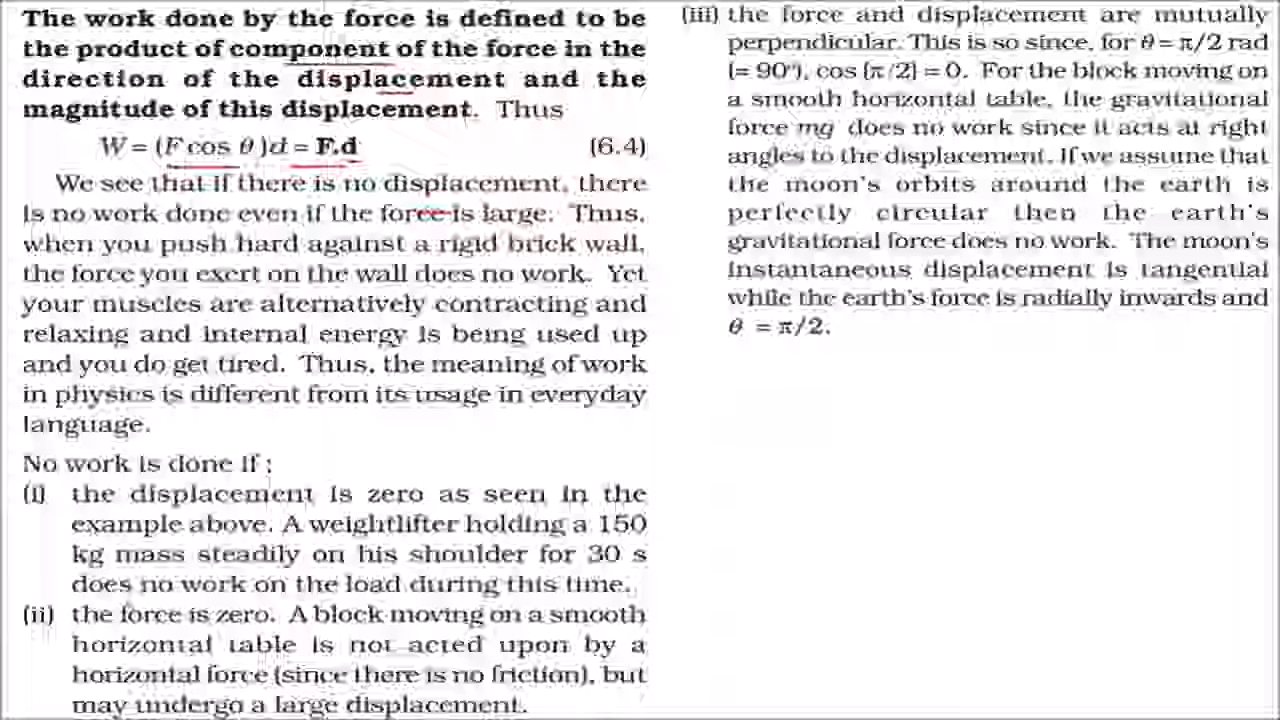 The work done by the force is defined to be
the product of component of the force in the
direction of the displacement and the
magnitude of this displacement. Thus
W = (F cos θ )d = F.d (6.4)
We see that if there is no displacement, there
is no work done even if the force is large. Thus,
when you push hard against a rigid brick wall,
the force you exert on the wall does no work. Yet
your muscles are alternatively contracting and
relaxing and internal energy is being used up
and you do get tired. Thus, the meaning of work
in physics is different from its usage in everyday
language.
No work is done if :
(i) the displacement is zero as seen in the
example above. A weightlifter holding a 150
kg mass steadily on his shoulder for 30 s
does no work on the load during this time.
(ii) the force is zero. A block moving on a smooth
horizontal table is not acted upon by a
horizontal force (since there is no friction), but
may undergo a large displacement.
(iii) the force and displacement are mutually
perpendicular. This is so since, for θ = π/2 rad
(= 90°), cos (π/2) = 0. For the block moving on
a smooth horizontal table, the gravitational
force mg does no work since it acts at right
angles to the displacement. If we assume that
the moon's orbits around the earth is
perfectly circular then the earth's
gravitational force does no work. The moon's
instantaneous displacement is tangential
while the earth's force is radially inwards and
θ = π/2.